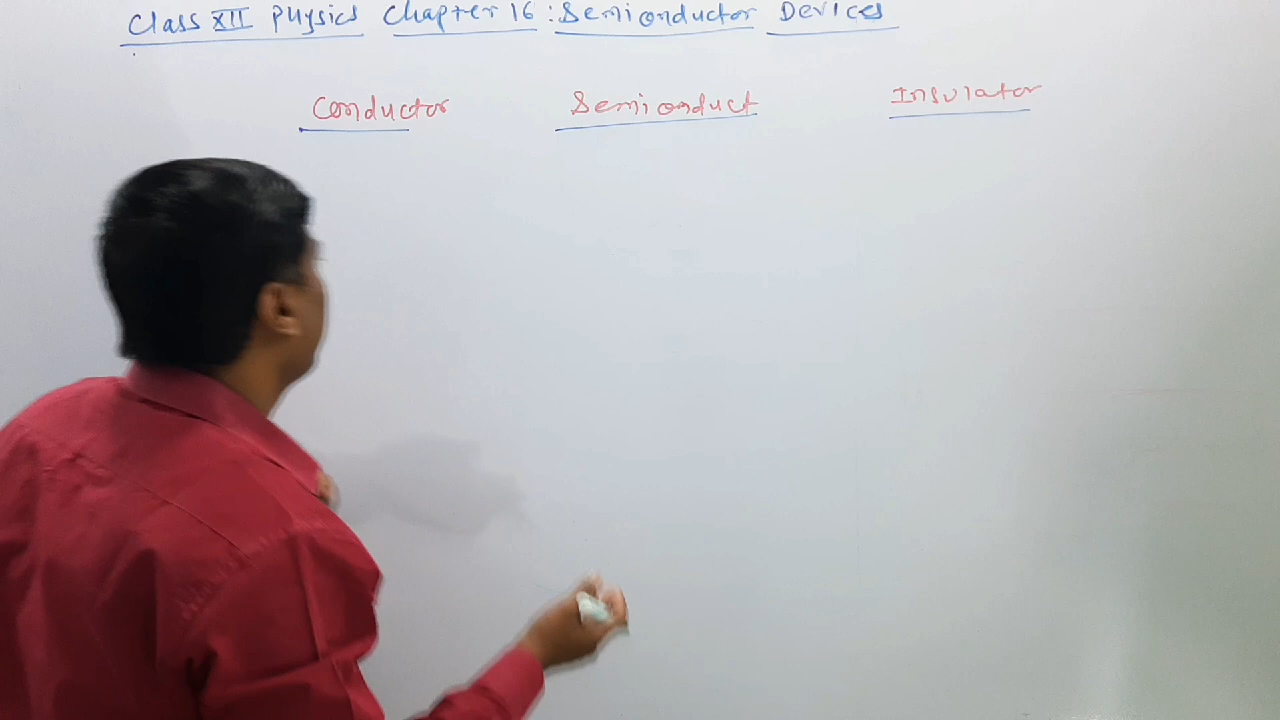 Class XII Physics Chapter 16 : Semiconductor Devices
Conductor Semiconduct Insulator